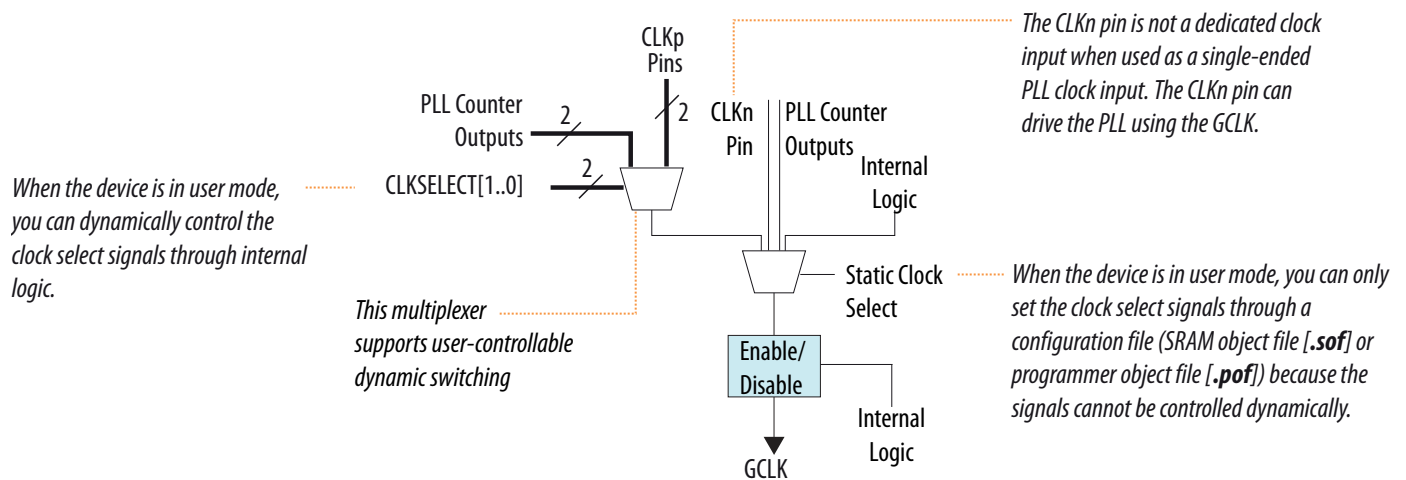 CLKp
Pins
PLL Counter
Outputs
2
2
CLKn
Pin
PLL Counter
Outputs
Internal
Logic
The CLKn pin is not a dedicated clock
input when used as a single-ended
PLL clock input. The CLKn pin can
drive the PLL using the GCLK.
When the device is in user mode,
you can dynamically control the
clock select signals through internal
logic.
CLKSELECT[1..0]
2
This multiplexer
supports user-controllable
dynamic switching
Static Clock
Select
When the device is in user mode, you can only
set the clock select signals through a
configuration file (SRAM object file [.sof] or
programmer object file [.pof]) because the
signals cannot be controlled dynamically.
Enable/
Disable
Internal
Logic
GCLK